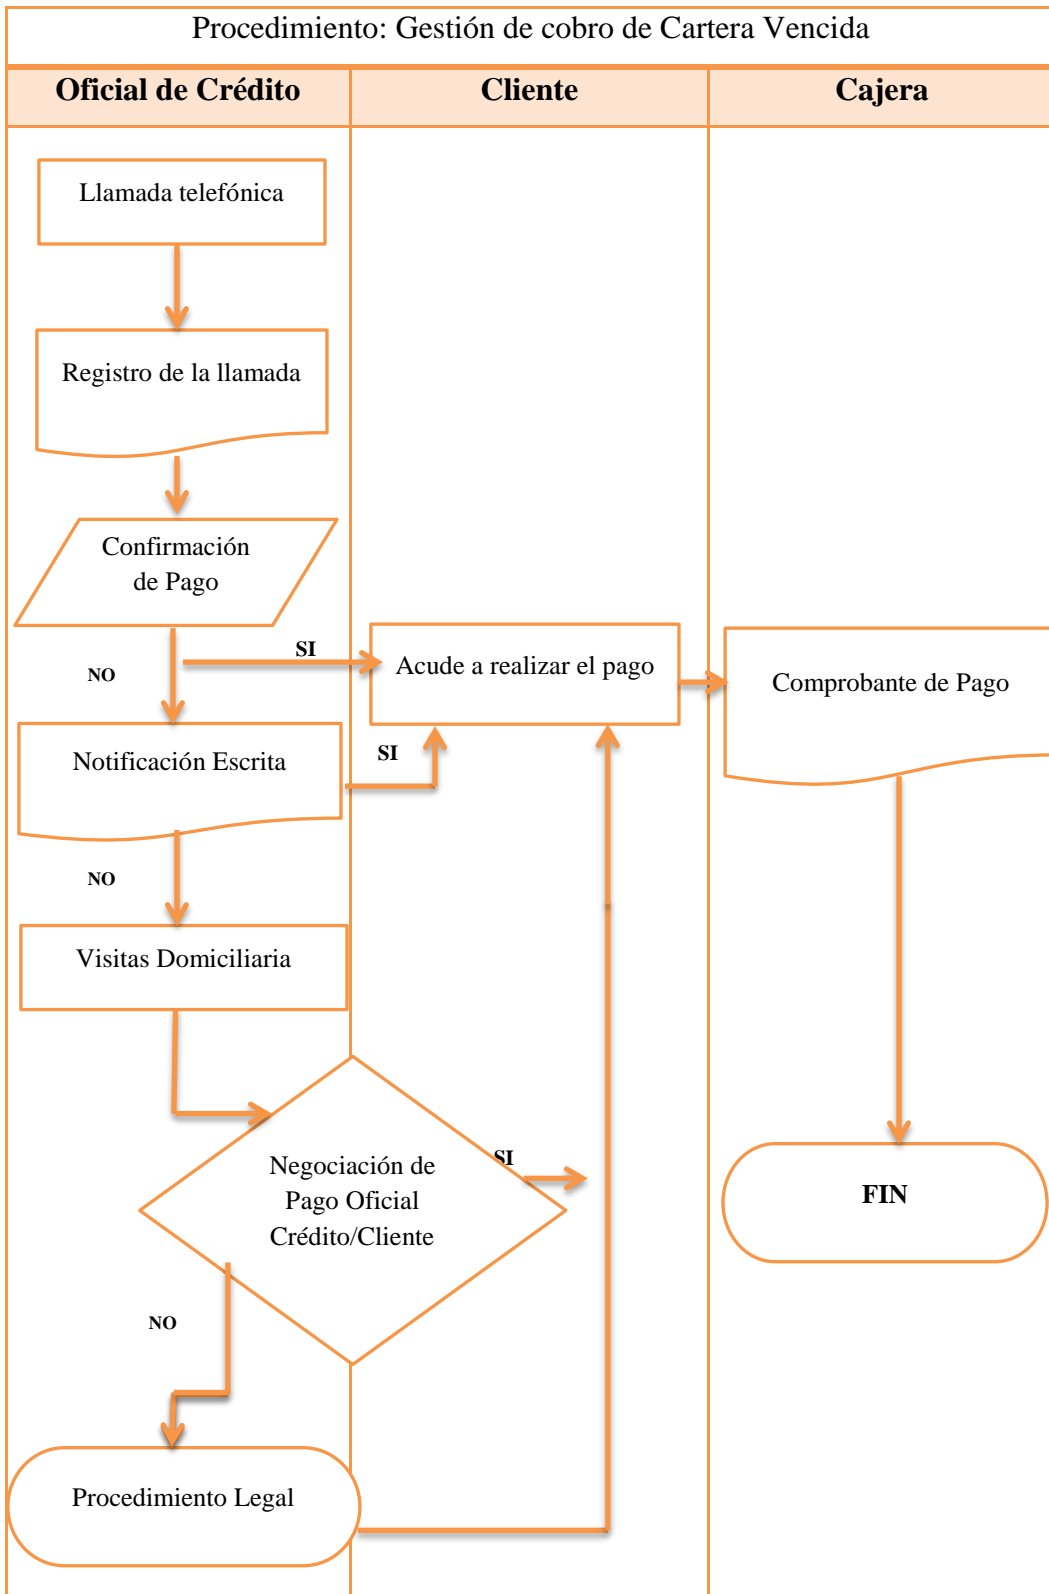 Procedimiento: Gestión de cobro de Cartera Vencida
Oficial de Crédito
Cliente
Cajera
Llamada telefónica
Registro de la llamada
Confirmación
de Pago
SI
NO
Acude a realizar el pago
Comprobante de Pago
Notificación Escrita
SI
NO
Visitas Domiciliaria
Negociación de
Pago Oficial
Crédito/Cliente
SI
FIN
NO
Procedimiento Legal